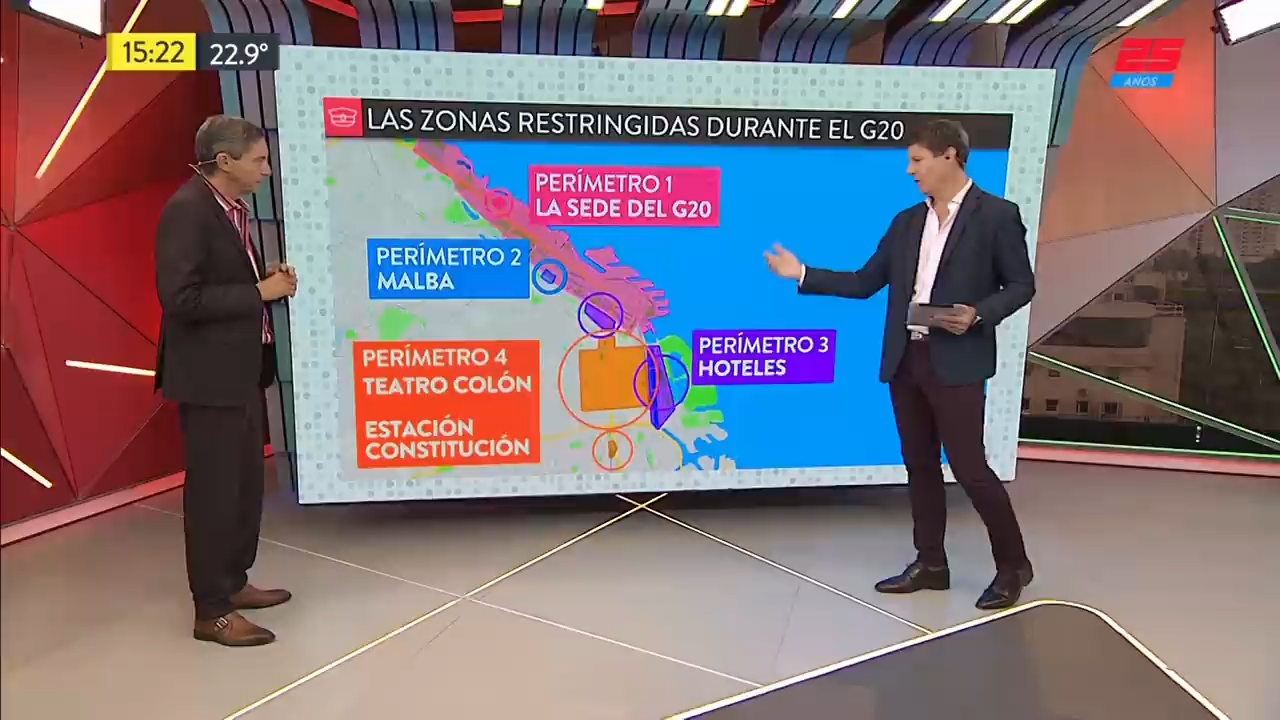 15:22 22.9°
25
AÑOS
LAS ZONAS RESTRINGIDAS DURANTE EL G20
PERÍMETRO 1
LA SEDE DEL G20
PERÍMETRO 2
MALBA
PERÍMETRO 3
HOTELES
PERÍMETRO 4
TEATRO COLÓN
ESTACIÓN
CONSTITUCIÓN